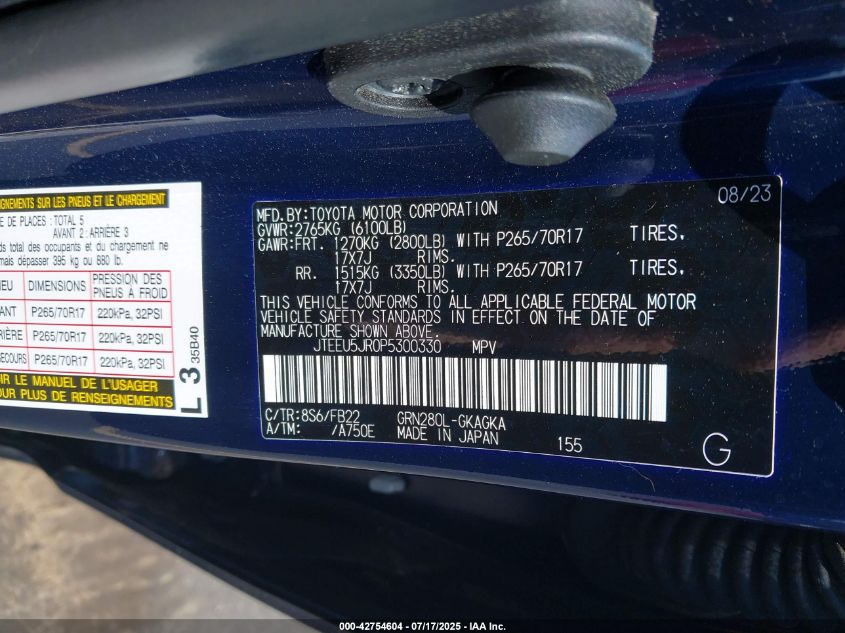 GNEMENTS SUR LES PNEUS ET LE CHARGEMENT
E DE PLACES : TOTAL 5
AVANT 2 : ARRIÈRE 3
ds total des occupants et du chargement ne
mais dépasser 395 kg ou 880 lb.
EU DIMENSIONS PRESSION DES PNEUS À FROID
ANT P265/70R17 220kPa, 32PSI
RIÈRE P265/70R17 220kPa, 32PSI
ECOURS P265/70R17 220kPa, 32PSI
IR LE MANUEL DE L'USAGER
OUR PLUS DE RENSEIGNEMENTS
L 3 35B40
08/23
MFD.BY:TOYOTA MOTOR CORPORATION
GVWR:2765KG (6100LB)
GAWR:FRT. 1270KG (2800LB) WITH P265/70R17 TIRES,
17X7J RIMS.
RR. 1515KG (3350LB) WITH P265/70R17 TIRES,
17X7J RIMS.
THIS VEHICLE CONFORMS TO ALL APPLICABLE FEDERAL MOTOR
VEHICLE SAFETY STANDARDS IN EFFECT ON THE DATE OF
MANUFACTURE SHOWN ABOVE.
JTEEU5JR0P5300330 MPV
C/TR:8S6/FB22 GRN280L-GKAGKA
A/TM: /A750E MADE IN JAPAN 155 G
000-42754604 - 07/17/2025 - IAA Inc.